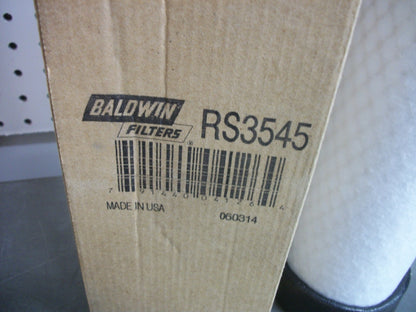 BALDWIN
FILTERS
®
RS3545
MADE IN USA
060314